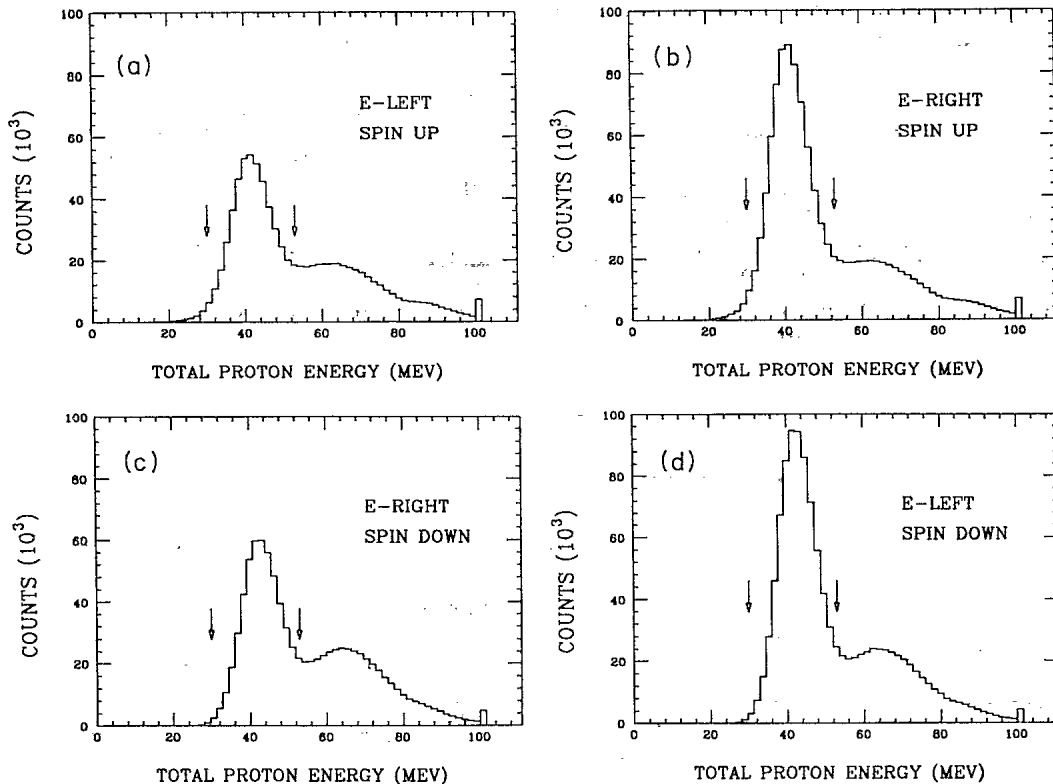 (a)
E-LEFT
SPIN UP
COUNTS (10³)
100
80
60
40
20
0
0 20 40 60 80 100
TOTAL PROTON ENERGY (MEV)
(b)
E-RIGHT
SPIN UP
COUNTS (10³)
100
80
60
40
20
0
0 20 40 60 80 100
TOTAL PROTON ENERGY (MEV)
(c)
E-RIGHT
SPIN DOWN
COUNTS (10³)
100
80
60
40
20
0
0 20 40 60 80 100
TOTAL PROTON ENERGY (MEV)
(d)
E-LEFT
SPIN DOWN
COUNTS (10³)
100
80
60
40
20
0
0 20 40 60 80 100
TOTAL PROTON ENERGY (MEV)